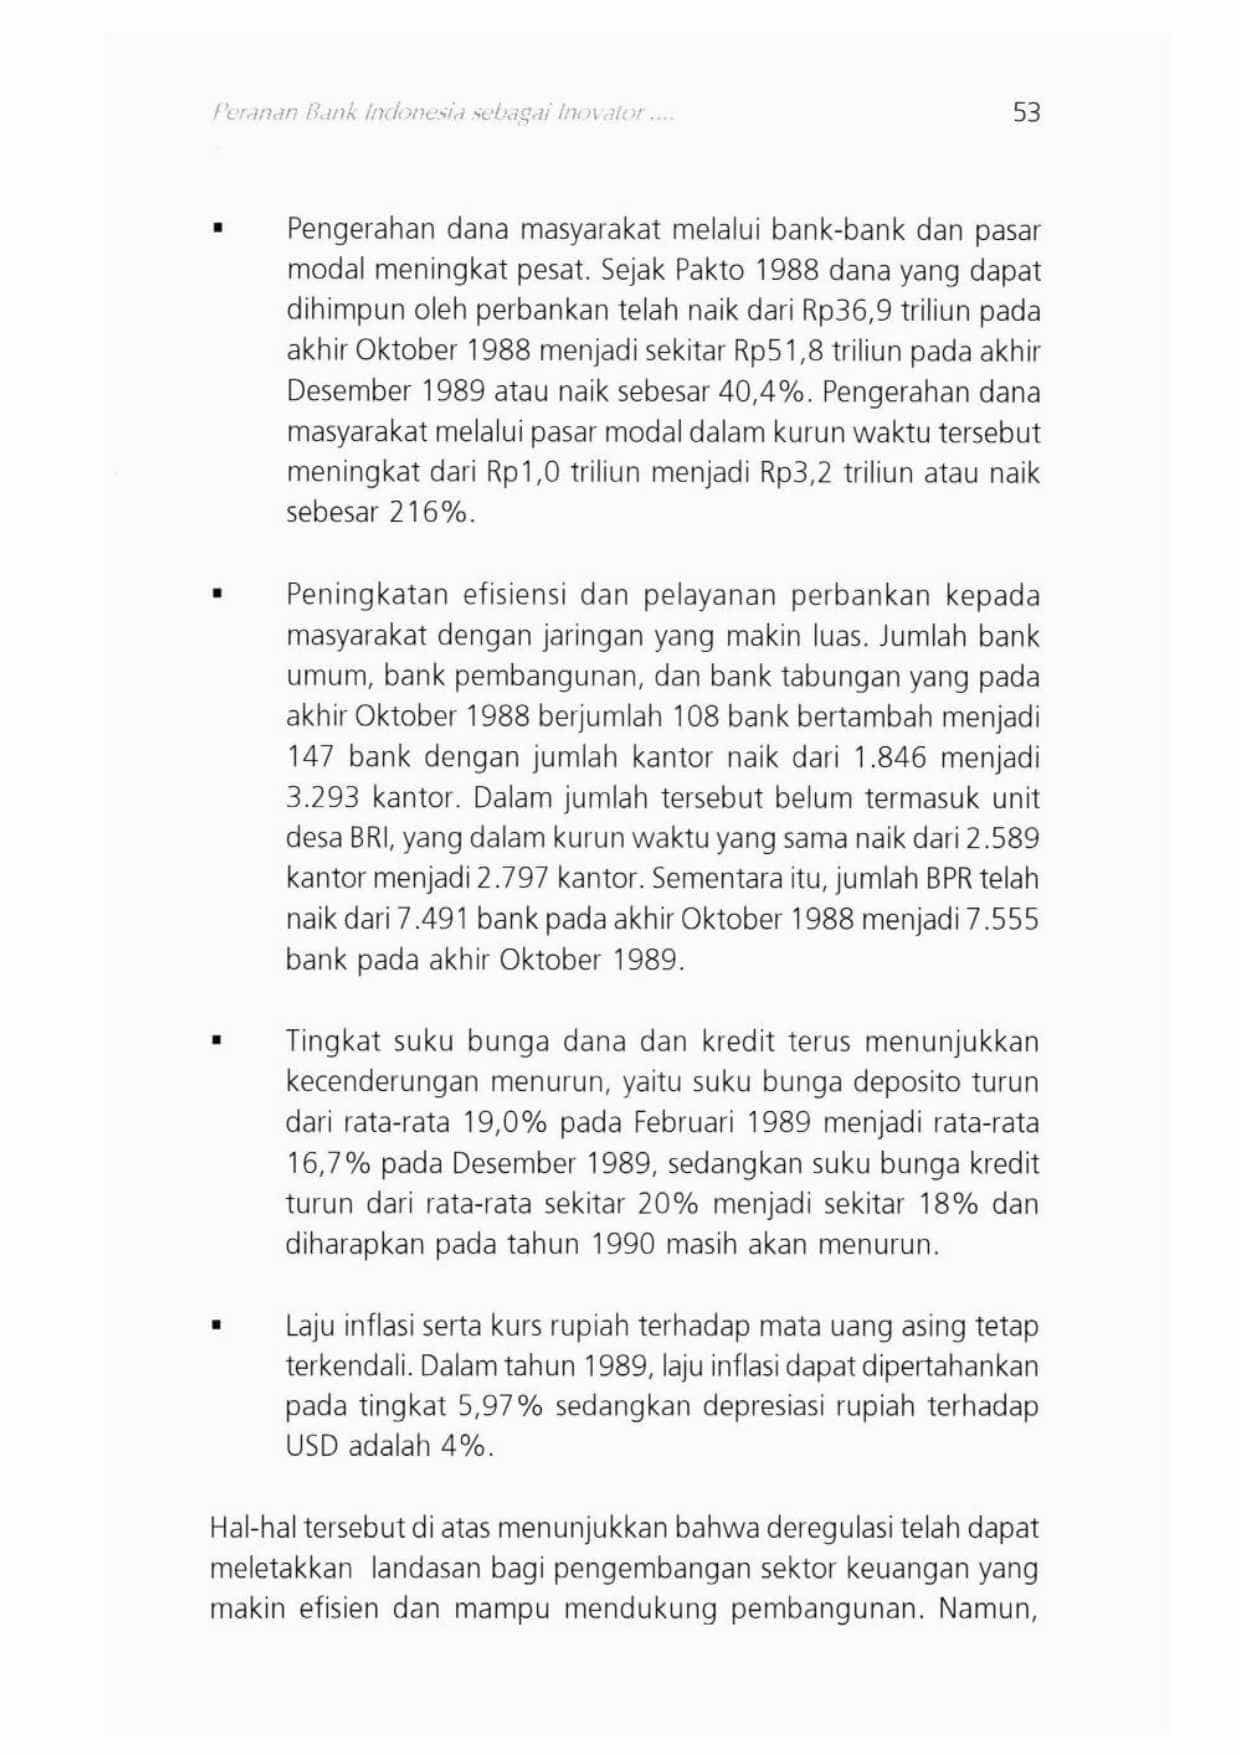 Peranan Bank Indonesia sebagai Inovator ....
53
▪ Pengerahan dana masyarakat melalui bank-bank dan pasar
modal meningkat pesat. Sejak Pakto 1988 dana yang dapat
dihimpun oleh perbankan telah naik dari Rp36,9 triliun pada
akhir Oktober 1988 menjadi sekitar Rp51,8 triliun pada akhir
Desember 1989 atau naik sebesar 40,4%. Pengerahan dana
masyarakat melalui pasar modal dalam kurun waktu tersebut
meningkat dari Rp1,0 triliun menjadi Rp3,2 triliun atau naik
sebesar 216%.
▪ Peningkatan efisiensi dan pelayanan perbankan kepada
masyarakat dengan jaringan yang makin luas. Jumlah bank
umum, bank pembangunan, dan bank tabungan yang pada
akhir Oktober 1988 berjumlah 108 bank bertambah menjadi
147 bank dengan jumlah kantor naik dari 1.846 menjadi
3.293 kantor. Dalam jumlah tersebut belum termasuk unit
desa BRI, yang dalam kurun waktu yang sama naik dari 2.589
kantor menjadi 2.797 kantor. Sementara itu, jumlah BPR telah
naik dari 7.491 bank pada akhir Oktober 1988 menjadi 7.555
bank pada akhir Oktober 1989.
▪ Tingkat suku bunga dana dan kredit terus menunjukkan
kecenderungan menurun, yaitu suku bunga deposito turun
dari rata-rata 19,0% pada Februari 1989 menjadi rata-rata
16,7% pada Desember 1989, sedangkan suku bunga kredit
turun dari rata-rata sekitar 20% menjadi sekitar 18% dan
diharapkan pada tahun 1990 masih akan menurun.
▪ Laju inflasi serta kurs rupiah terhadap mata uang asing tetap
terkendali. Dalam tahun 1989, laju inflasi dapat dipertahankan
pada tingkat 5,97% sedangkan depresiasi rupiah terhadap
USD adalah 4%.
Hal-hal tersebut di atas menunjukkan bahwa deregulasi telah dapat
meletakkan landasan bagi pengembangan sektor keuangan yang
makin efisien dan mampu mendukung pembangunan. Namun,